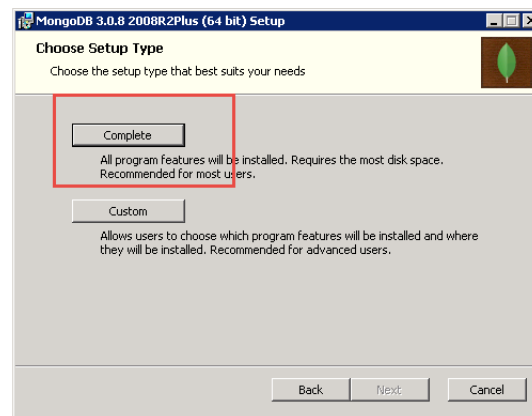 MongoDB 3.0.8 2008R2Plus (64 bit) Setup
Choose Setup Type
Choose the setup type that best suits your needs
Complete
All program features will be installed. Requires the most disk space.
Recommended for most users.
Custom
Allows users to choose which program features will be installed and where
they will be installed. Recommended for advanced users.
Back Next Cancel